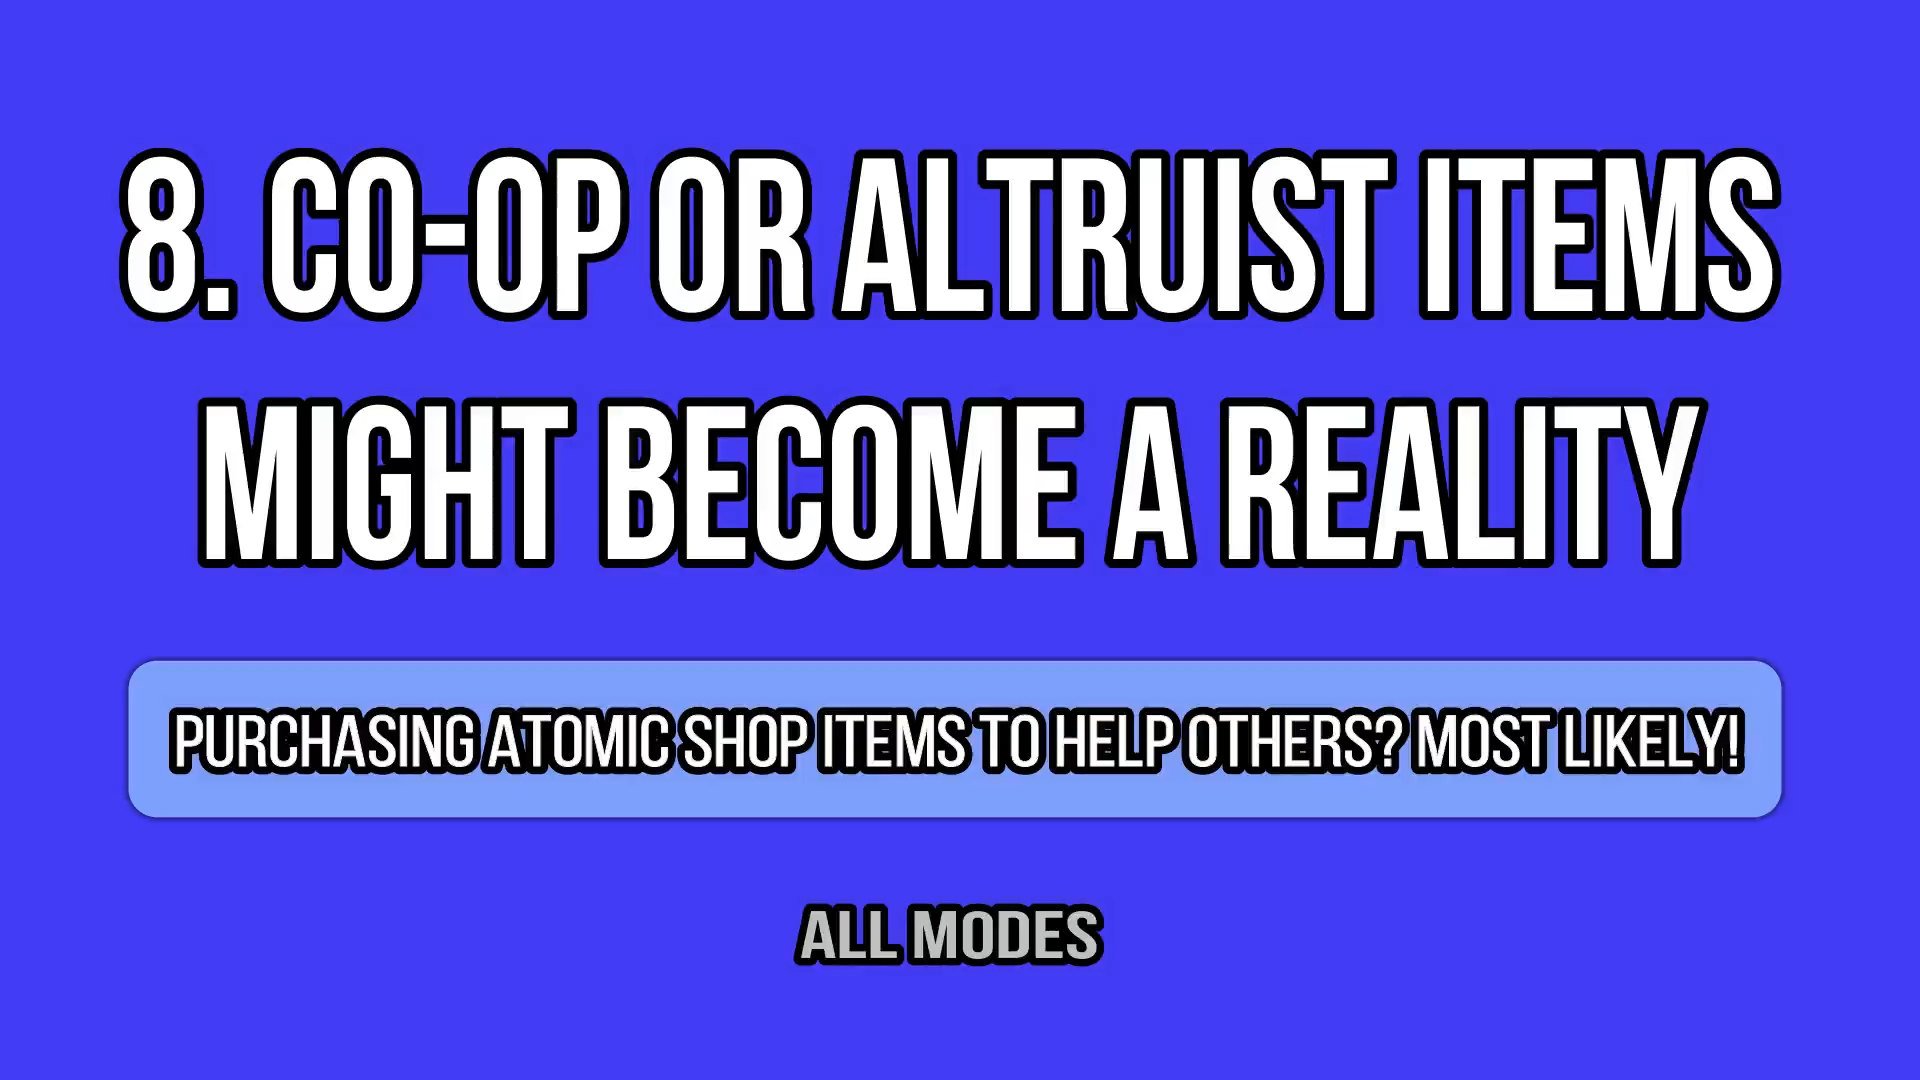 8. CO-OP OR ALTRUIST ITEMS
MIGHT BECOME A REALITY
PURCHASING ATOMIC SHOP ITEMS TO HELP OTHERS? MOST LIKELY!
ALL MODES